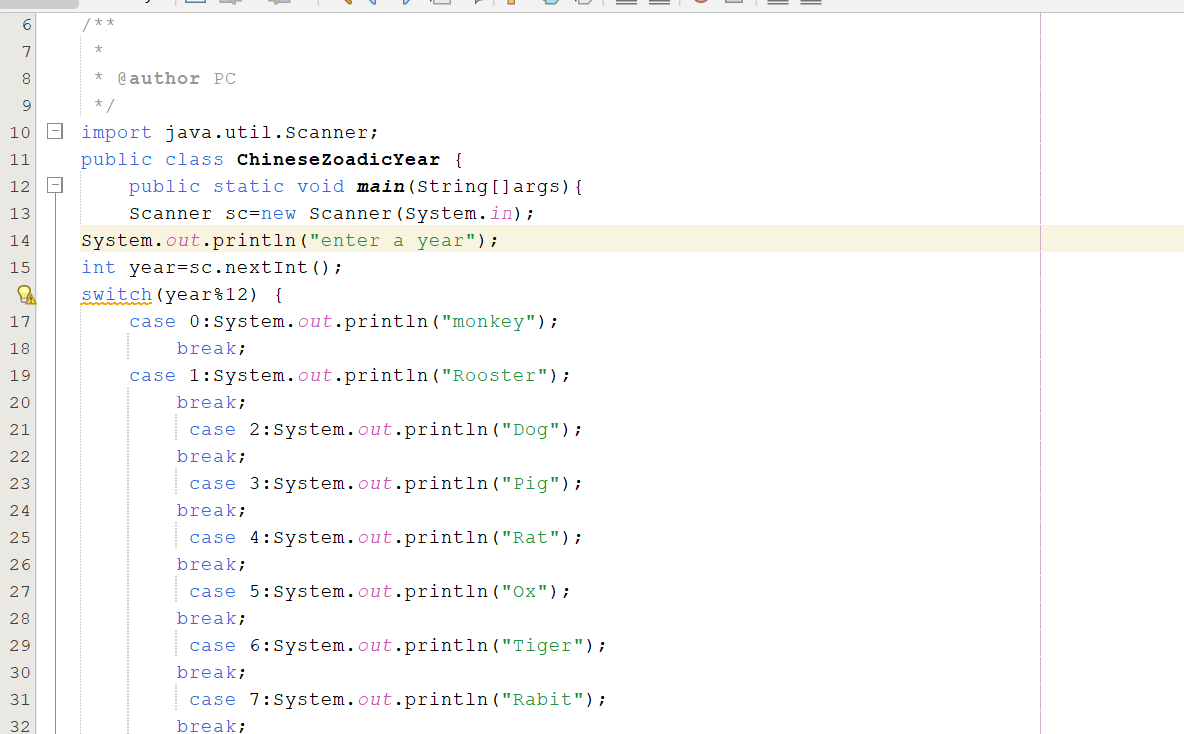 6 /**
7 *
8 * @author PC
9 */
10 import java.util.Scanner;
11 public class ChineseZoadicYear {
12 public static void main(String[]args){
13 Scanner sc=new Scanner(System.in);
14 System.out.println("enter a year");
15 int year=sc.nextInt();
switch(year%12) {
17 case 0:System.out.println("monkey");
18 break;
19 case 1:System.out.println("Rooster");
20 break;
21 case 2:System.out.println("Dog");
22 break;
23 case 3:System.out.println("Pig");
24 break;
25 case 4:System.out.println("Rat");
26 break;
27 case 5:System.out.println("Ox");
28 break;
29 case 6:System.out.println("Tiger");
30 break;
31 case 7:System.out.println("Rabit");
32 break;